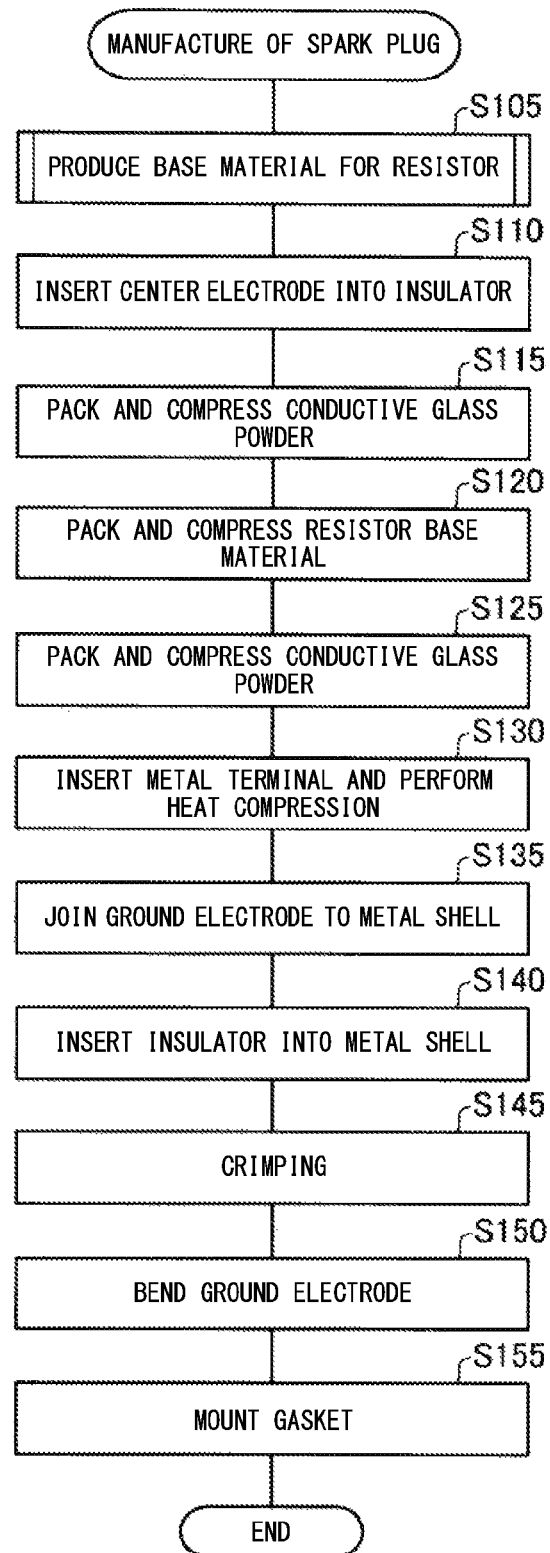 MANUFACTURE OF SPARK PLUG
S105
PRODUCE BASE MATERIAL FOR RESISTOR
S110
INSERT CENTER ELECTRODE INTO INSULATOR
S115
PACK AND COMPRESS CONDUCTIVE GLASS
POWDER
S120
PACK AND COMPRESS RESISTOR BASE
MATERIAL
S125
PACK AND COMPRESS CONDUCTIVE GLASS
POWDER
S130
INSERT METAL TERMINAL AND PERFORM
HEAT COMPRESSION
S135
JOIN GROUND ELECTRODE TO METAL SHELL
S140
INSERT INSULATOR INTO METAL SHELL
S145
CRIMPING
S150
BEND GROUND ELECTRODE
S155
MOUNT GASKET
END